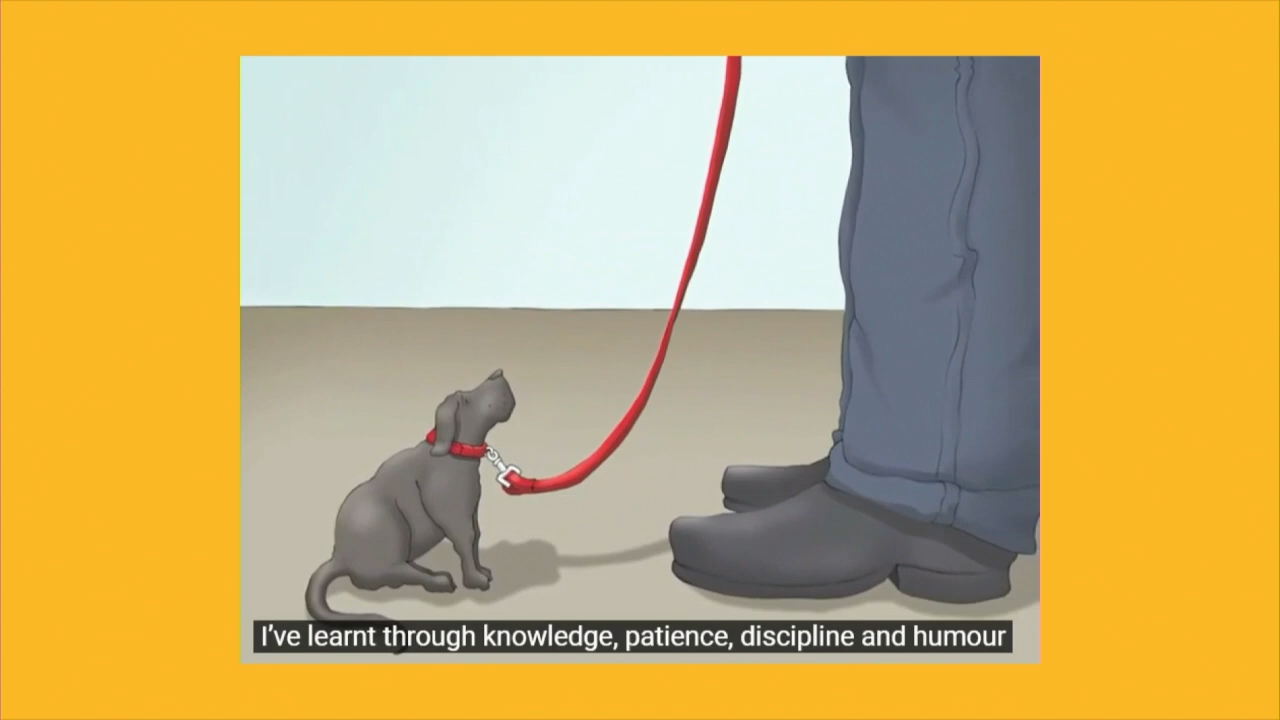 I’ve learnt through knowledge, patience, discipline and humour